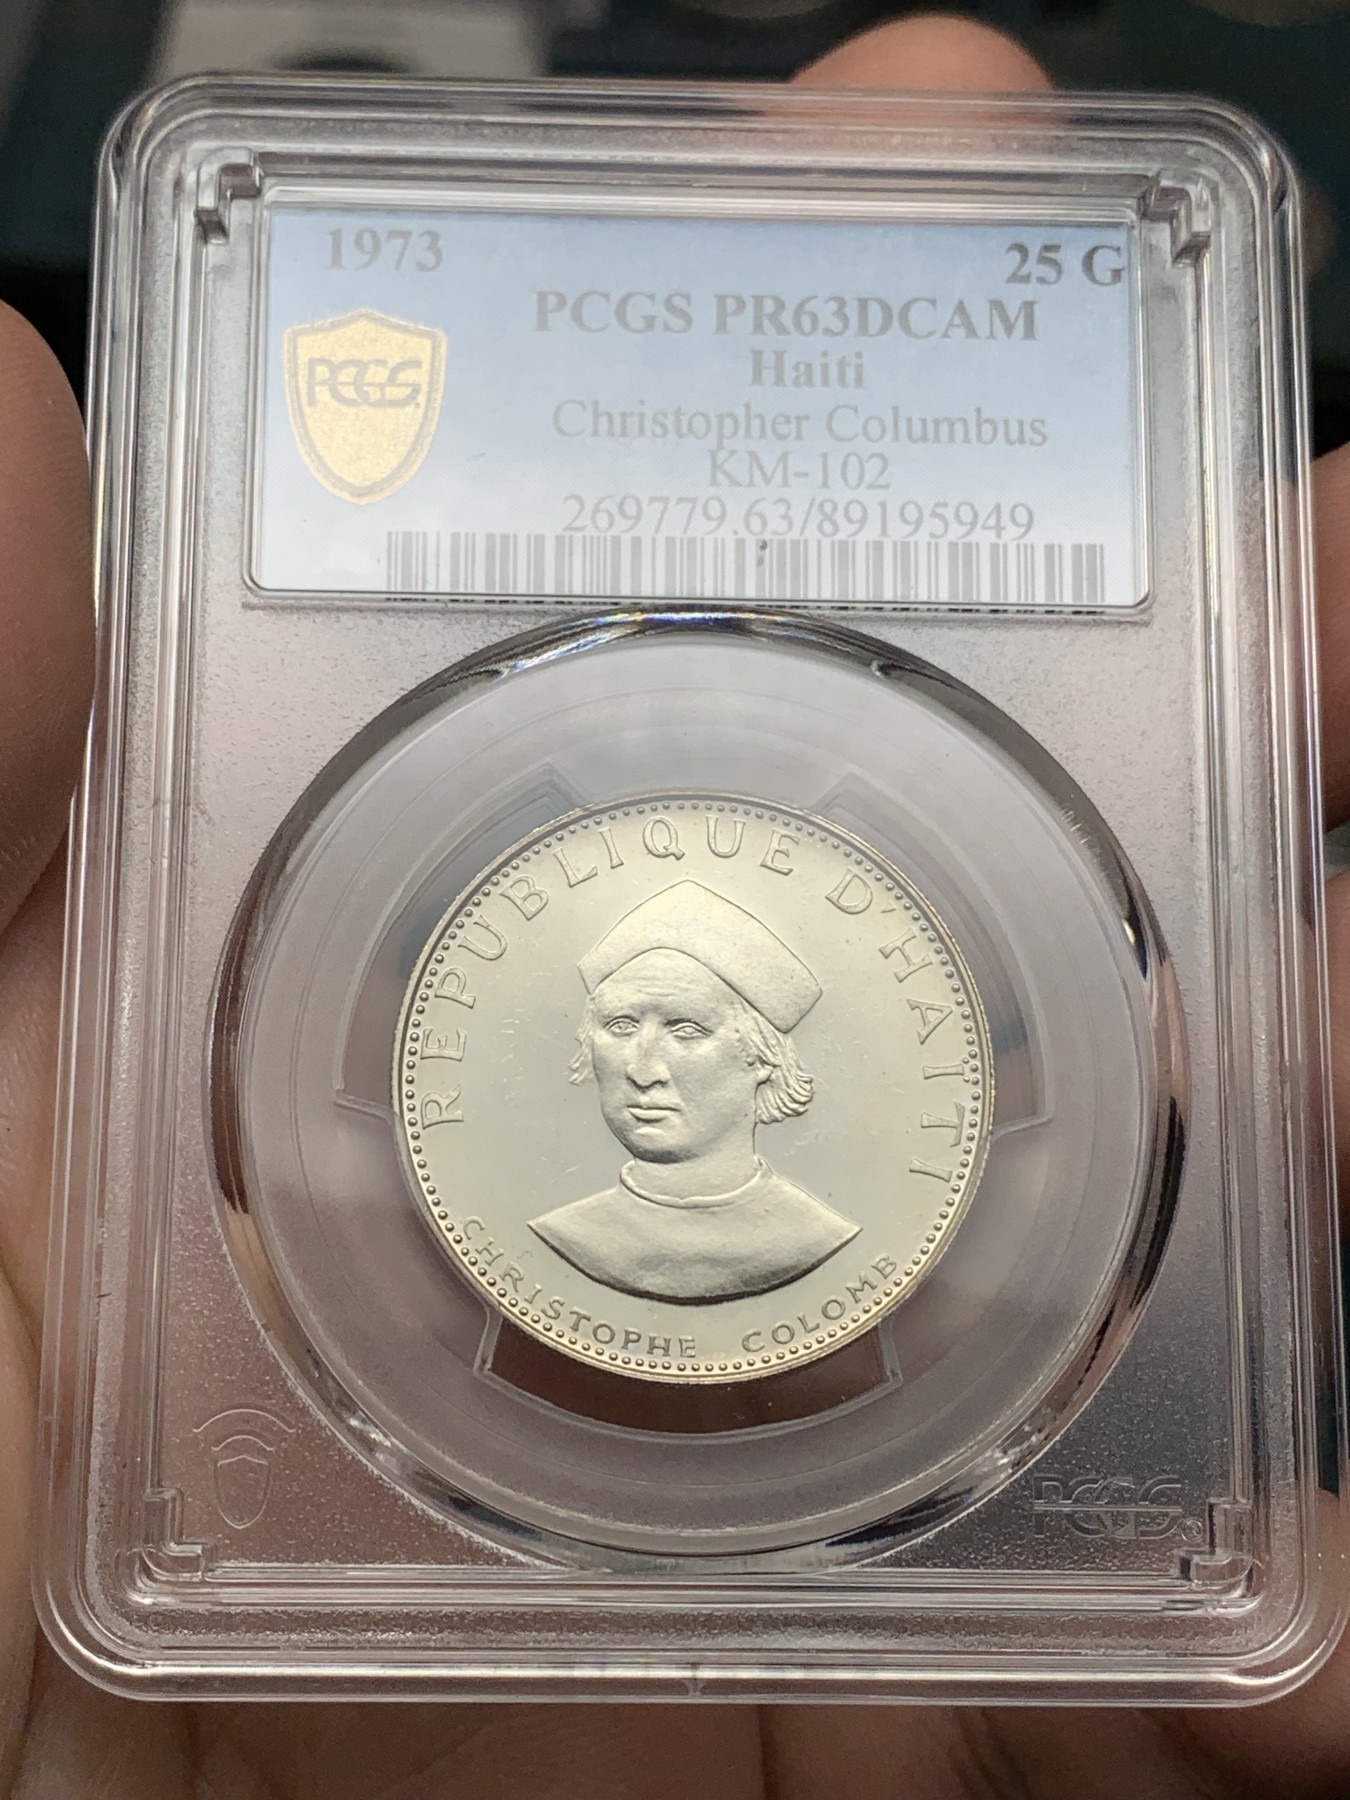 1973
25 G
PCGS PR63DCAM
Haiti
PCGS
Christopher Columbus
KM-102
269779.63/89195949
REPUBLIQUE D'HAITI
CHRISTOPHE COLOMB
PCGS